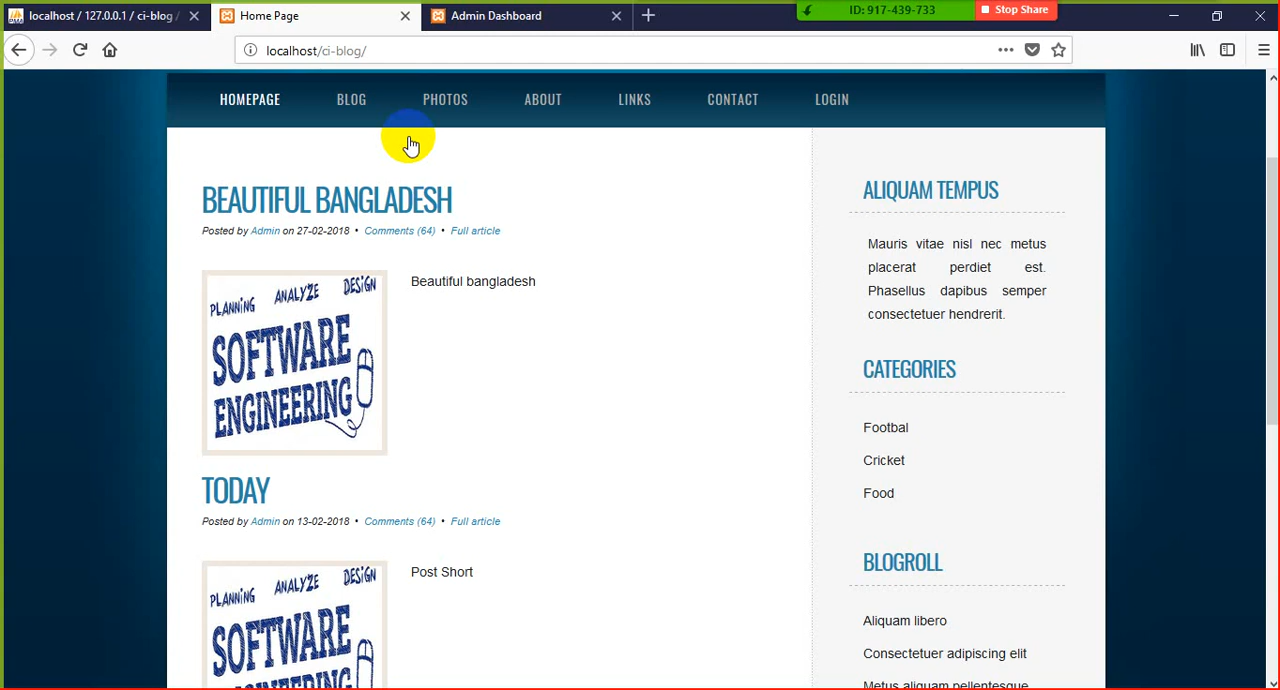 localhost / 127.0.0.1 / ci-blog /
Home Page
Admin Dashboard
ID: 917-439-733
Stop Share
localhost/ci-blog/
HOMEPAGE
BLOG
PHOTOS
ABOUT
LINKS
CONTACT
LOGIN
BEAUTIFUL BANGLADESH
Posted by Admin on 27-02-2018 • Comments (64) • Full article
PLANNING ANALYZE DESIGN
SOFTWARE
ENGINEERING
Beautiful bangladesh
TODAY
Posted by Admin on 13-02-2018 • Comments (64) • Full article
PLANNING ANALYZE DESIGN
SOFTWARE
ENGINEERING
Post Short
ALIQUAM TEMPUS
Mauris vitae nisl nec metus
placerat perdiet est.
Phasellus dapibus semper
consectetuer hendrerit.
CATEGORIES
Footbal
Cricket
Food
BLOGROLL
Aliquam libero
Consectetuer adipiscing elit
Metus aliquam pellentesque